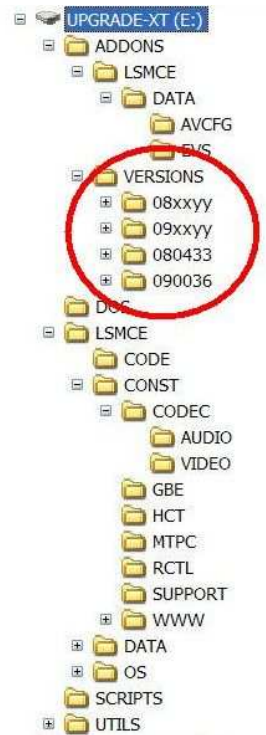 UPGRADE-XT (E:)
ADDONS
LSMCE
DATA
AVCFG
EVS
VERSIONS
08xxyy
09xxyy
080433
090036
DOS
LSMCE
CODE
CONST
CODEC
AUDIO
VIDEO
GBE
HCT
MTPC
RCTL
SUPPORT
WWW
DATA
OS
SCRIPTS
UTILS